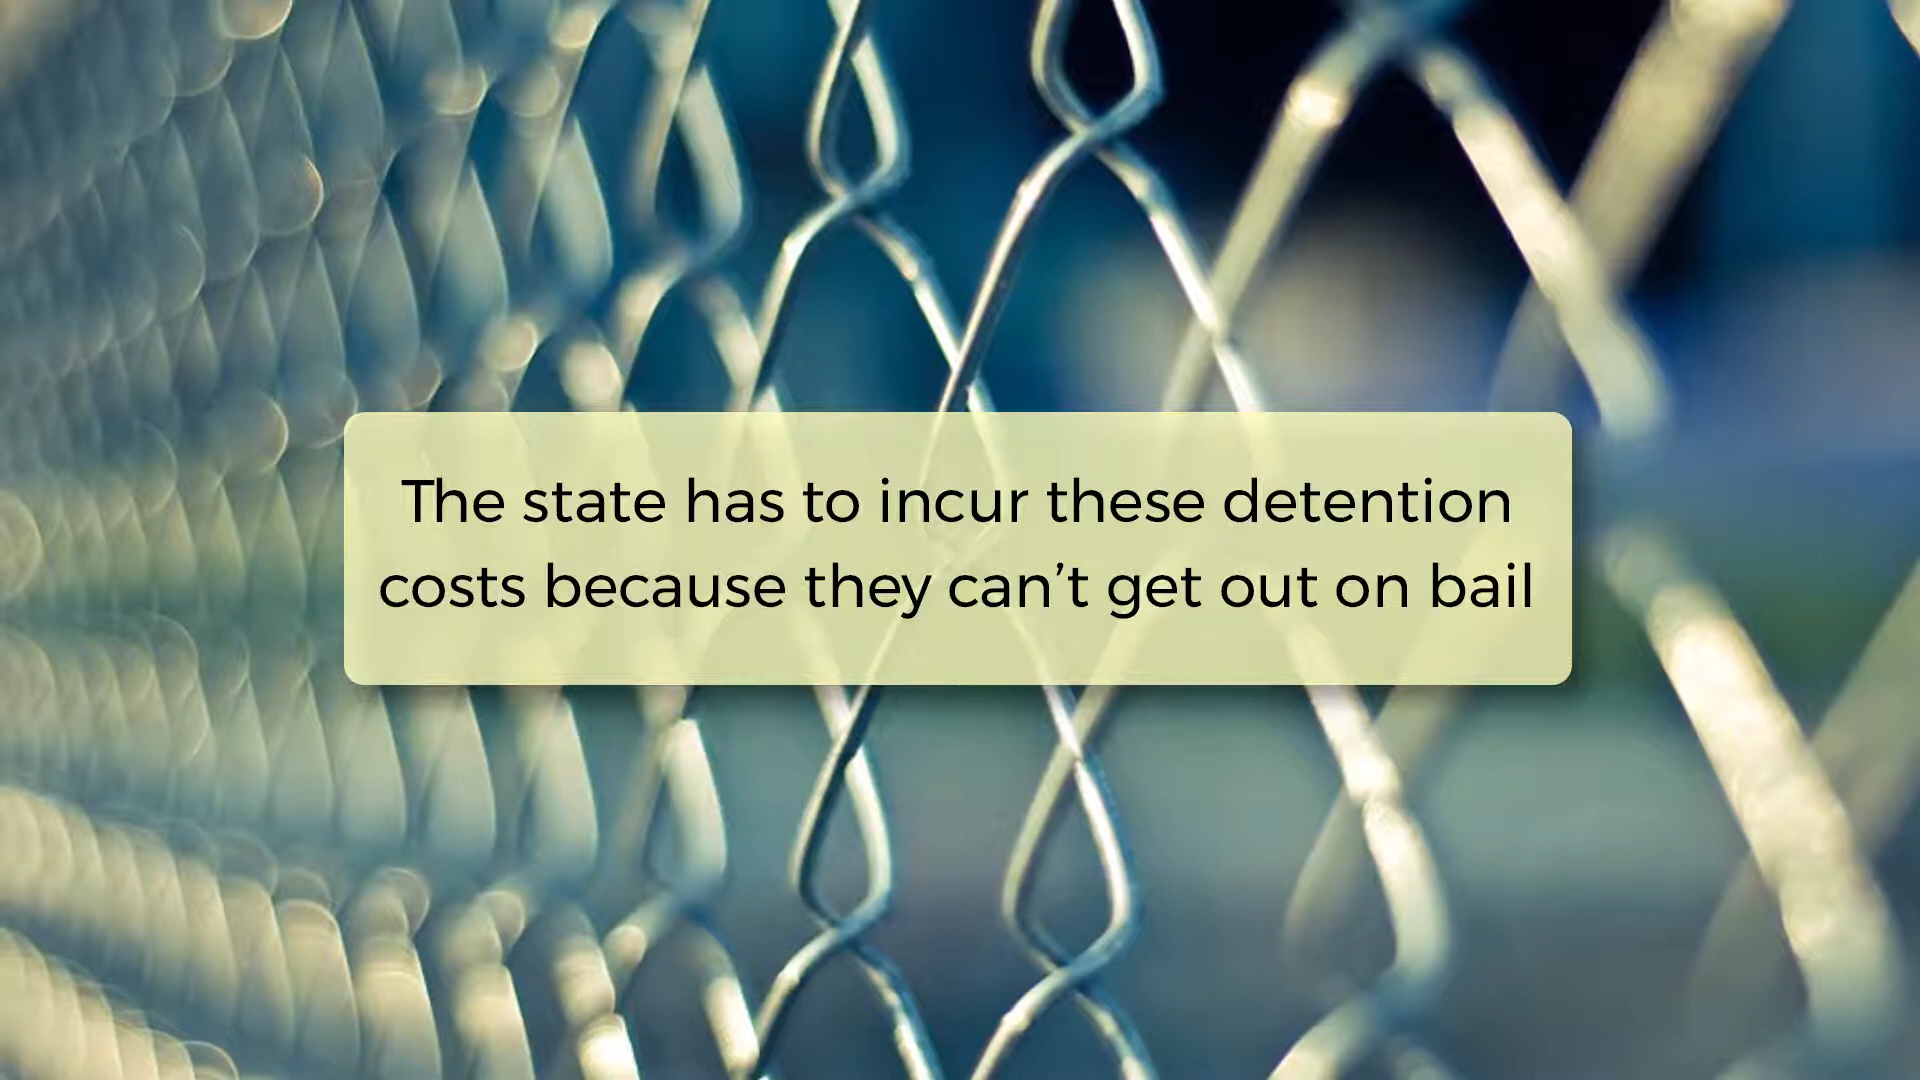 The state has to incur these detention
costs because they can’t get out on bail